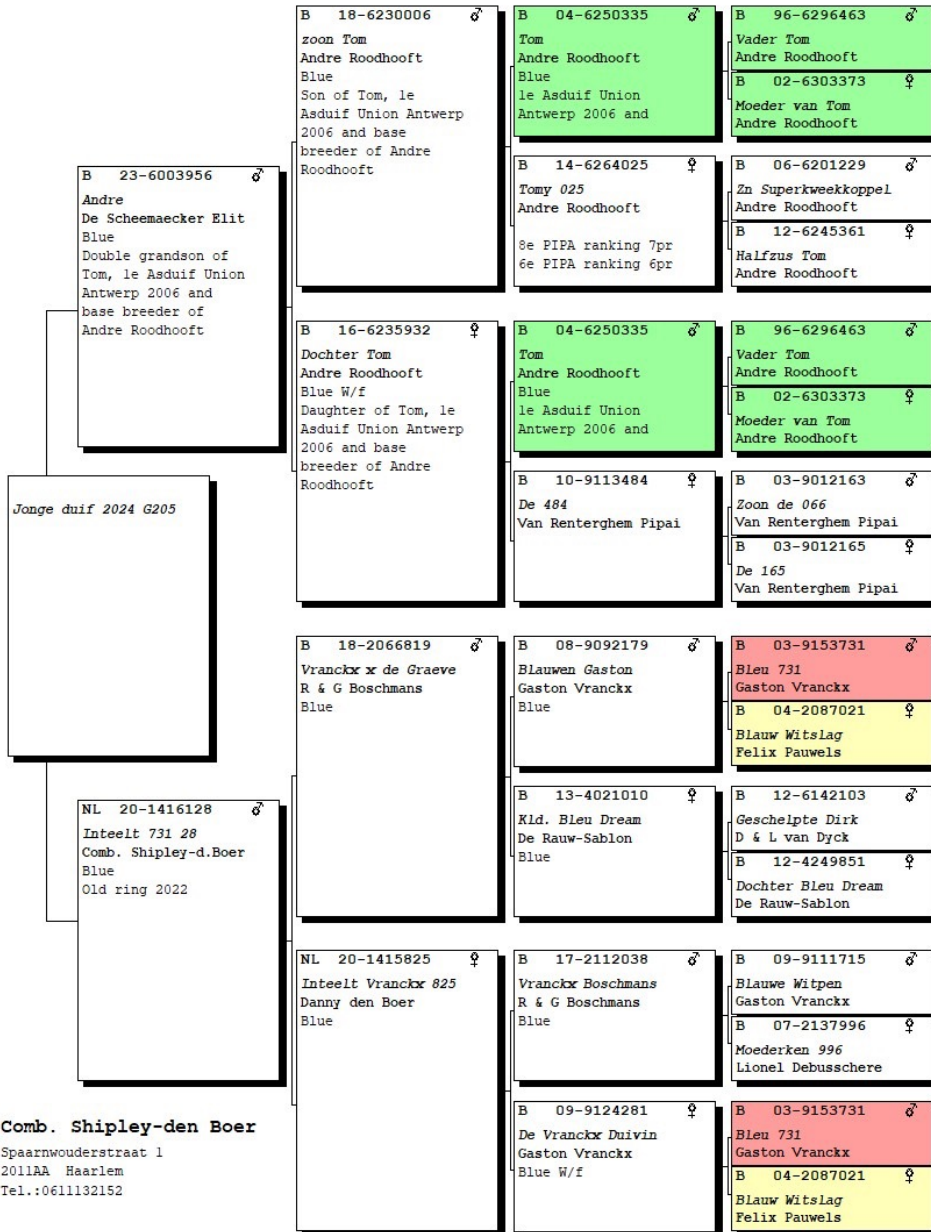 Jonge duif 2024 G205
B 23-6003956 ♂
Andre
De Scheemaecker Elit
Blue
Double grandson of
Tom, 1e Asduif Union
Antwerp 2006 and
base breeder of
Andre Roodhooft
NL 20-1416128 ♂
Inteelt 731 28
Comb. Shipley-d.Boer
Blue
Old ring 2022
B 18-6230006 ♂
zoon Tom
Andre Roodhooft
Blue
Son of Tom, 1e
Asduif Union Antwerp
2006 and base
breeder of Andre
Roodhooft
B 16-6235932 ♀
Dochter Tom
Andre Roodhooft
Blue W/f
Daughter of Tom, 1e
Asduif Union Antwerp
2006 and base
breeder of Andre
Roodhooft
B 18-2066819 ♂
Vranckx x de Graeve
R & G Boschmans
Blue
NL 20-1415825 ♀
Inteelt Vranckx 825
Danny den Boer
Blue
B 04-6250335 ♂
Tom
Andre Roodhooft
Blue
1e Asduif Union
Antwerp 2006 and
B 14-6264025 ♀
Tomy 025
Andre Roodhooft
8e PIPA ranking 7pr
6e PIPA ranking 6pr
B 04-6250335 ♂
Tom
Andre Roodhooft
Blue
1e Asduif Union
Antwerp 2006 and
B 10-9113484 ♀
De 484
Van Renterghem Pipai
B 08-9092179 ♂
Blauwen Gaston
Gaston Vranckx
Blue
B 13-4021010 ♀
Kld. Bleu Dream
De Rauw-Sablon
Blue
B 17-2112038 ♂
Vranckx Boschmans
R & G Boschmans
Blue
B 09-9124281 ♀
De Vranckx Duivin
Gaston Vranckx
Blue W/f
B 96-6296463 ♂
Vader Tom
Andre Roodhooft
B 02-6303373 ♀
Moeder van Tom
Andre Roodhooft
B 06-6201229 ♂
Zn Superkweekkoppel
Andre Roodhooft
B 12-6245361 ♀
Halfzus Tom
Andre Roodhooft
B 96-6296463 ♂
Vader Tom
Andre Roodhooft
B 02-6303373 ♀
Moeder van Tom
Andre Roodhooft
B 03-9012163 ♂
Zoon de 066
Van Renterghem Pipai
B 03-9012165 ♀
De 165
Van Renterghem Pipai
B 03-9153731 ♂
Bleu 731
Gaston Vranckx
B 04-2087021 ♀
Blauw Witslag
Felix Pauwels
B 12-6142103 ♂
Geschelpte Dirk
D & L van Dyck
B 12-4249851 ♀
Dochter Bleu Dream
De Rauw-Sablon
B 09-9111715 ♂
Blauwe Witpen
Gaston Vranckx
B 07-2137996 ♀
Moederken 996
Lionel Debusschere
B 03-9153731 ♂
Bleu 731
Gaston Vranckx
B 04-2087021 ♀
Blauw Witslag
Felix Pauwels
Comb. Shipley-den Boer
Spaarnwouderstraat 1
2011AA Haarlem
Tel.:0611132152